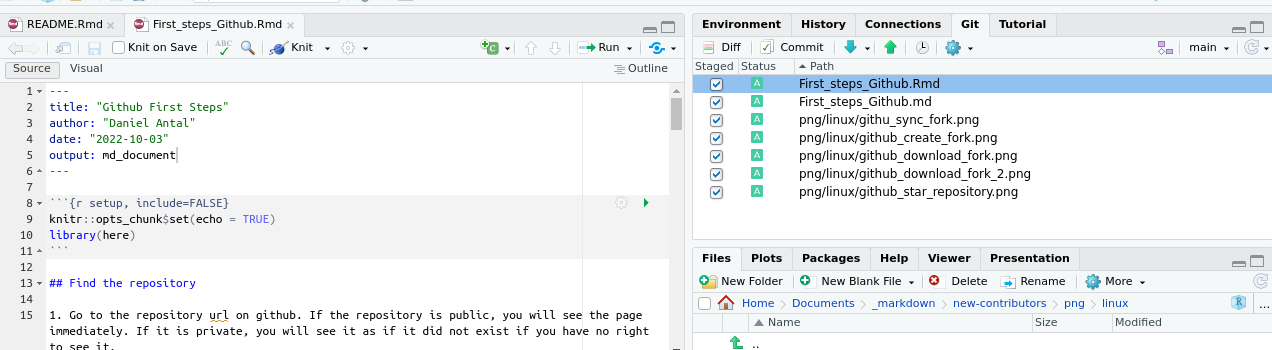 README.Rmd
First_steps_Github.Rmd
Knit on Save
ABC
Knit
Run
Source
Visual
Outline
1 ---
2 title: "Github First Steps"
3 author: "Daniel Antal"
4 date: "2022-10-03"
5 output: md_document
6 ---
7
8 ```{r setup, include=FALSE}
9 knitr::opts_chunk$set(echo = TRUE)
10 library(here)
11 ```
12
13 ## Find the repository
14
15 1. Go to the repository url on github. If the repository is public, you will see the page
immediately. If it is private, you will see it as if it did not exist if you have no right
to see it.
Environment History Connections Git Tutorial
Diff Commit main
Staged Status Path
A First_steps_Github.Rmd
A First_steps_Github.md
A png/linux/githu_sync_fork.png
A png/linux/github_create_fork.png
A png/linux/github_download_fork.png
A png/linux/github_download_fork_2.png
A png/linux/github_star_repository.png
Files Plots Packages Help Viewer Presentation
New Folder New Blank File Delete Rename More
Home Documents _markdown new-contributors png linux R ...
Name Size Modified
..